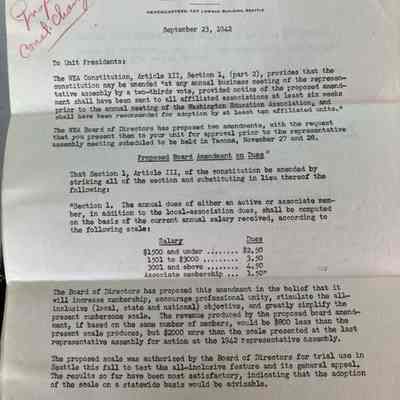 HEADQUARTERS, 707 LOWMAN BUILDING, SEATTLE
September 23, 1942
To Unit Presidents:
The WEA Constitution, Article XII, Section 1, (part 2), provides that the
constitution may be amended "at any annual business meeting of the represen-
tative assembly by a two-thirds vote, provided notice of the proposed amend-
ment shall have been sent to all affiliated associations at least six weeks
prior to the annual meeting of the Washington Education Association, and
shall have been recommended for adoption by at least two affiliated units."
The WEA Board of Directors has proposed two amendments, with the request
that you present them to your unit for approval prior to the representative
assembly meeting scheduled to be held in Tacoma, November 27 and 28.
Proposed Board Amendment on Dues"
That Section 1, Article III, of the constitution be amended by
striking all of the section and substituting in lieu thereof the
following:
"Section 1. The annual dues of either an active or associate mem-
ber, in addition to the local-association dues, shall be computed
on the basis of the current annual salary received, according to
the following scale:
Salary Dues
$1500 and under ........ $2.50
1501 to $3000 .......... 3.50
3001 and above ......... 4.50
Associate membership ... 1.50"
The Board of Directors has proposed this amendment in the belief that it
will increase membership, encourage professional unity, stimulate the all-
inclusive (local, state and national) objective, and greatly simplify the
present cumbersome scale. The revenue produced by the proposed board amend-
ment, if based on the same number of members, would be $800 less than the
present scale produces, but $2000 more than the scale presented at the last
representative assembly for action at the 1942 representative assembly.
The proposed scale was authorized by the Board of Directors for trial use in
Seattle this fall to test the all-inclusive feature and its general appeal.
The results so far have been most satisfactory, indicating that the adoption
of the scale on a statewide basis would be advisable.